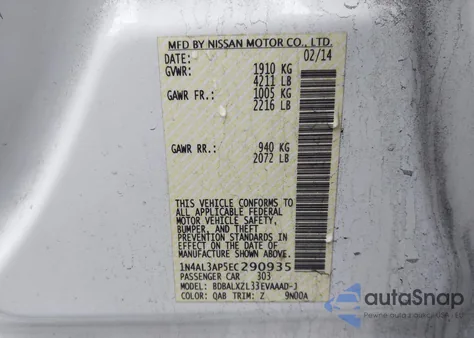 MFD BY NISSAN MOTOR CO., LTD.
DATE: 02/14
GVWR: 1910 KG
4211 LB
GAWR FR.: 1005 KG
2216 LB
GAWR RR.: 940 KG
2072 LB
THIS VEHICLE CONFORMS TO
ALL APPLICABLE FEDERAL
MOTOR VEHICLE SAFETY,
BUMPER, AND THEFT
PREVENTION STANDARDS IN
EFFECT ON THE DATE OF
MANUFACTURE SHOWN ABOVE.
1N4AL3AP5EC290935
PASSENGER CAR 303
MODEL: BDBALXZL33EVAAAD-J
COLOR: QAB TRIM: Z 9N00A
autoSnap
Powered by Pixel